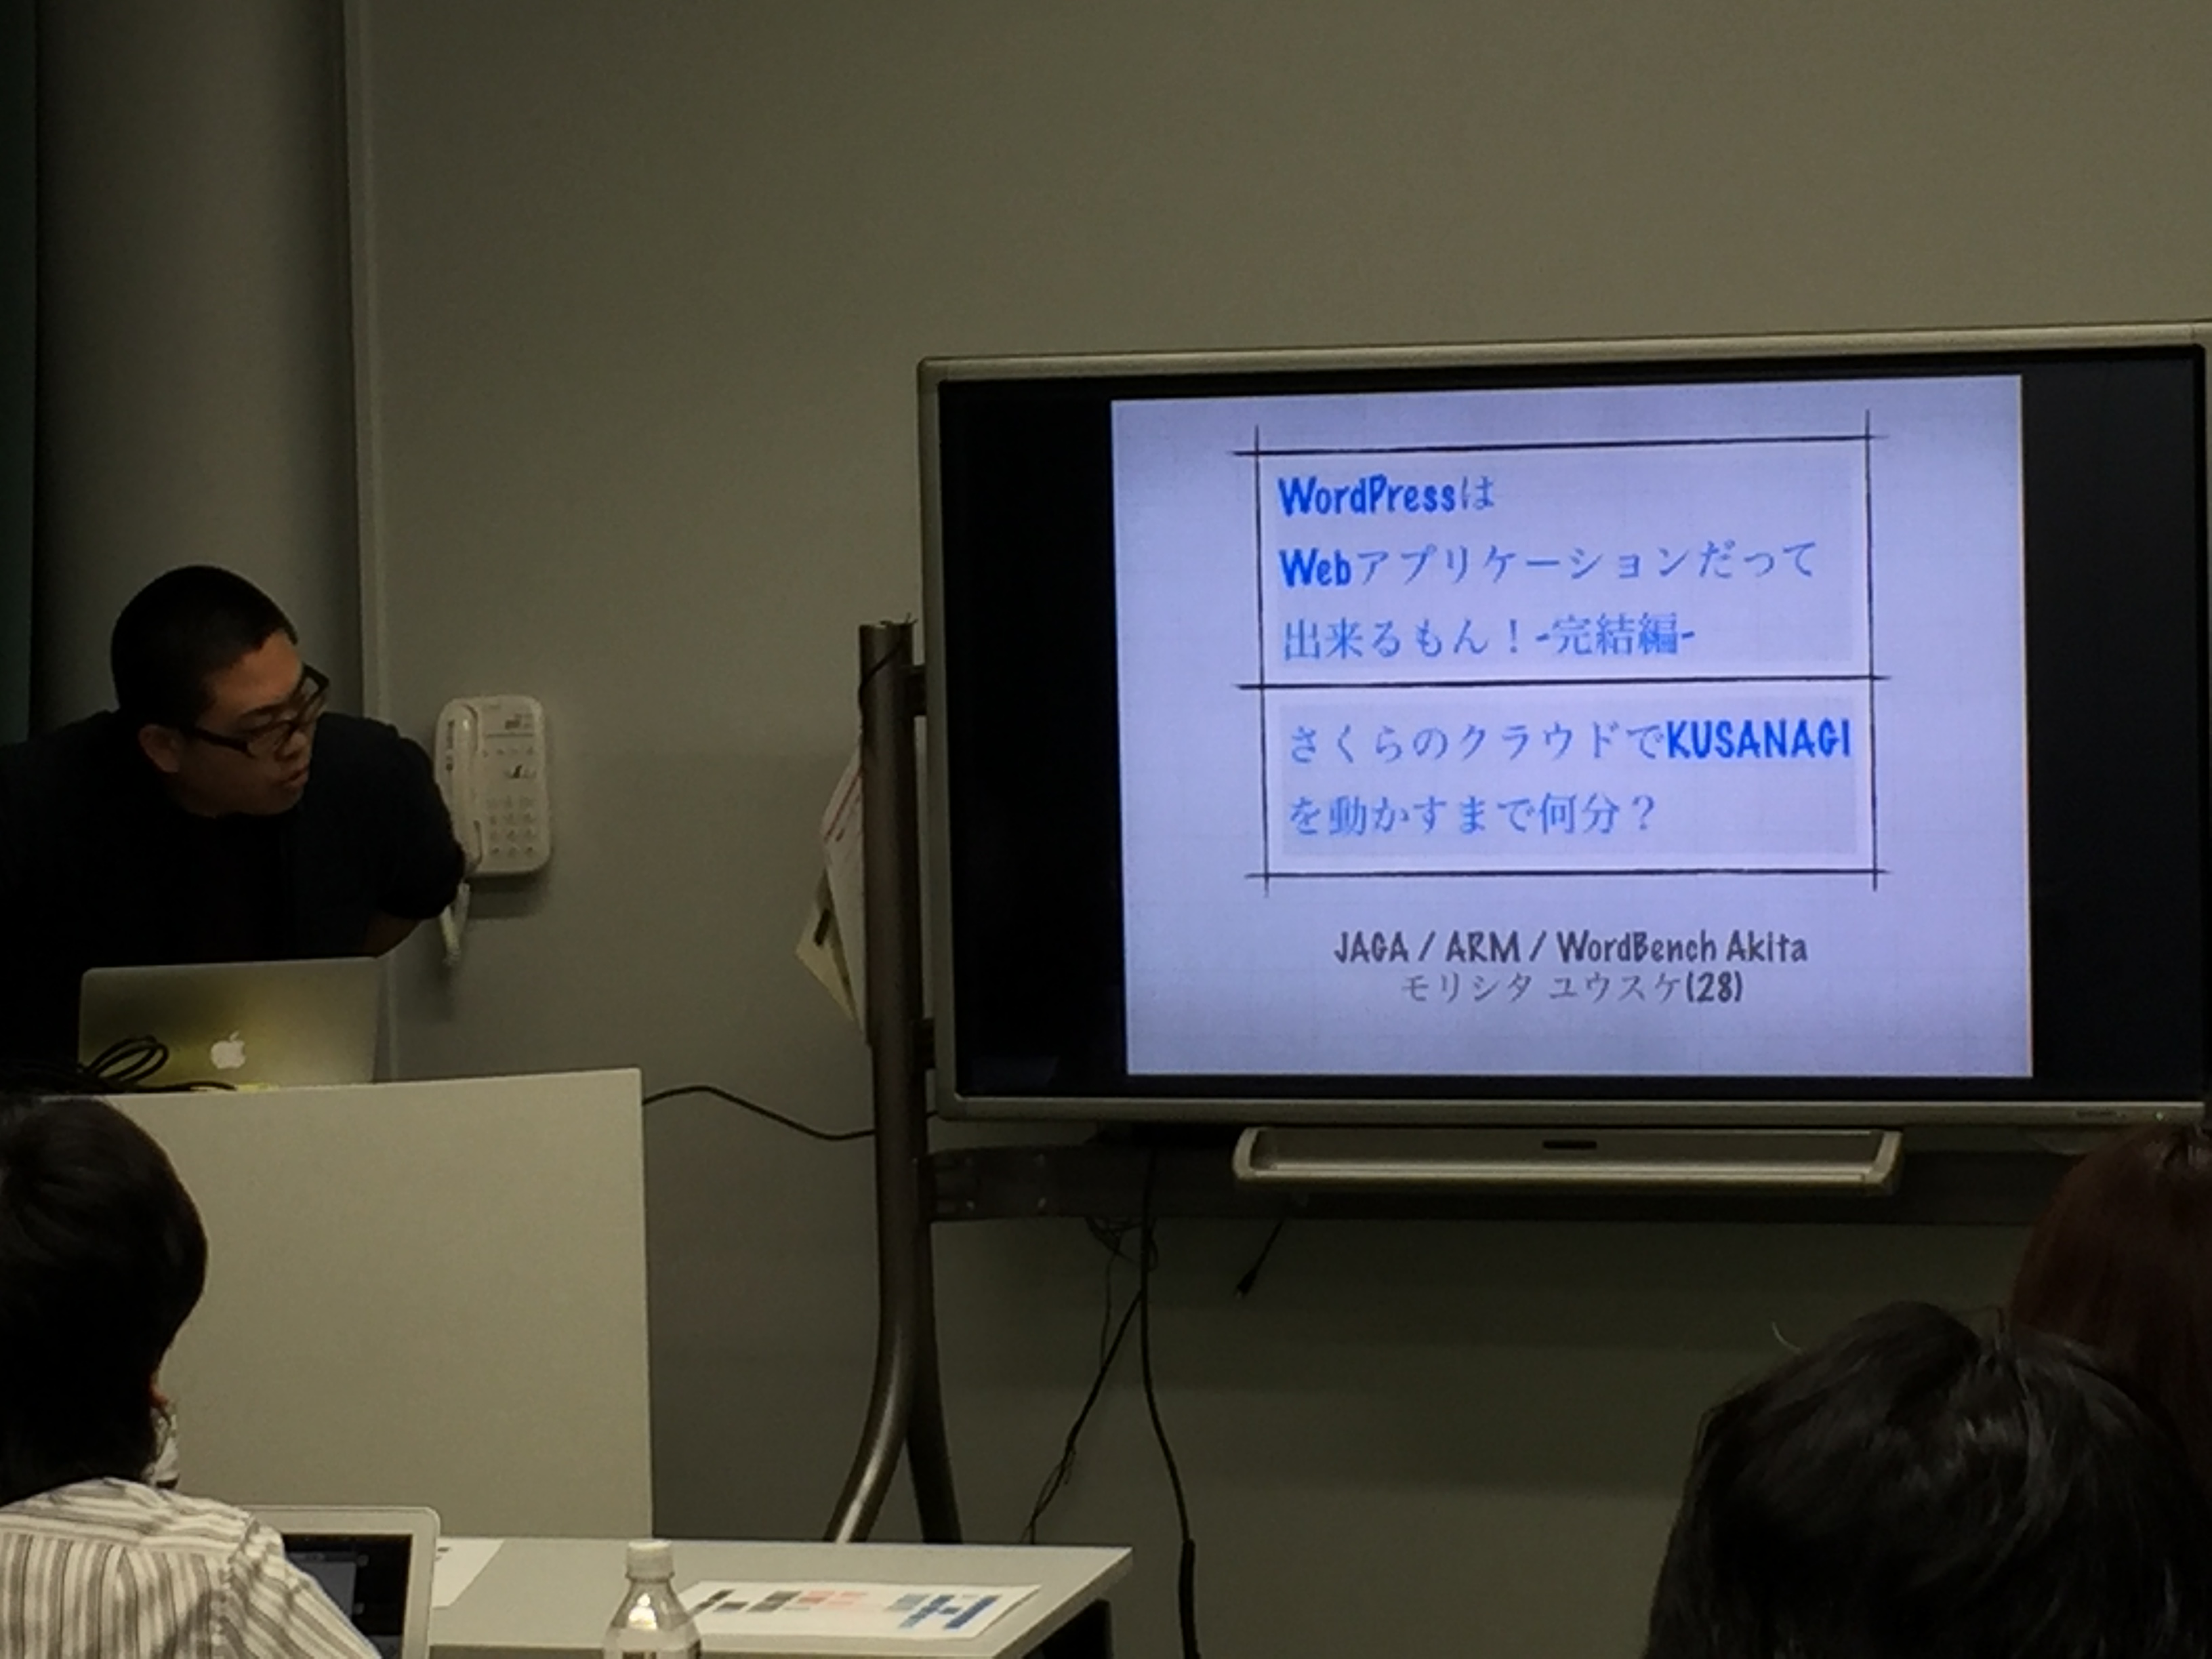 WordPressは
Webアプリケーションだって
出来るもん！-完結編-
さくらのクラウドでKUSANAGI
を動かすまで何分？
JAGA / ARM / WordBench Akita
モリシタ ユウスケ(28)